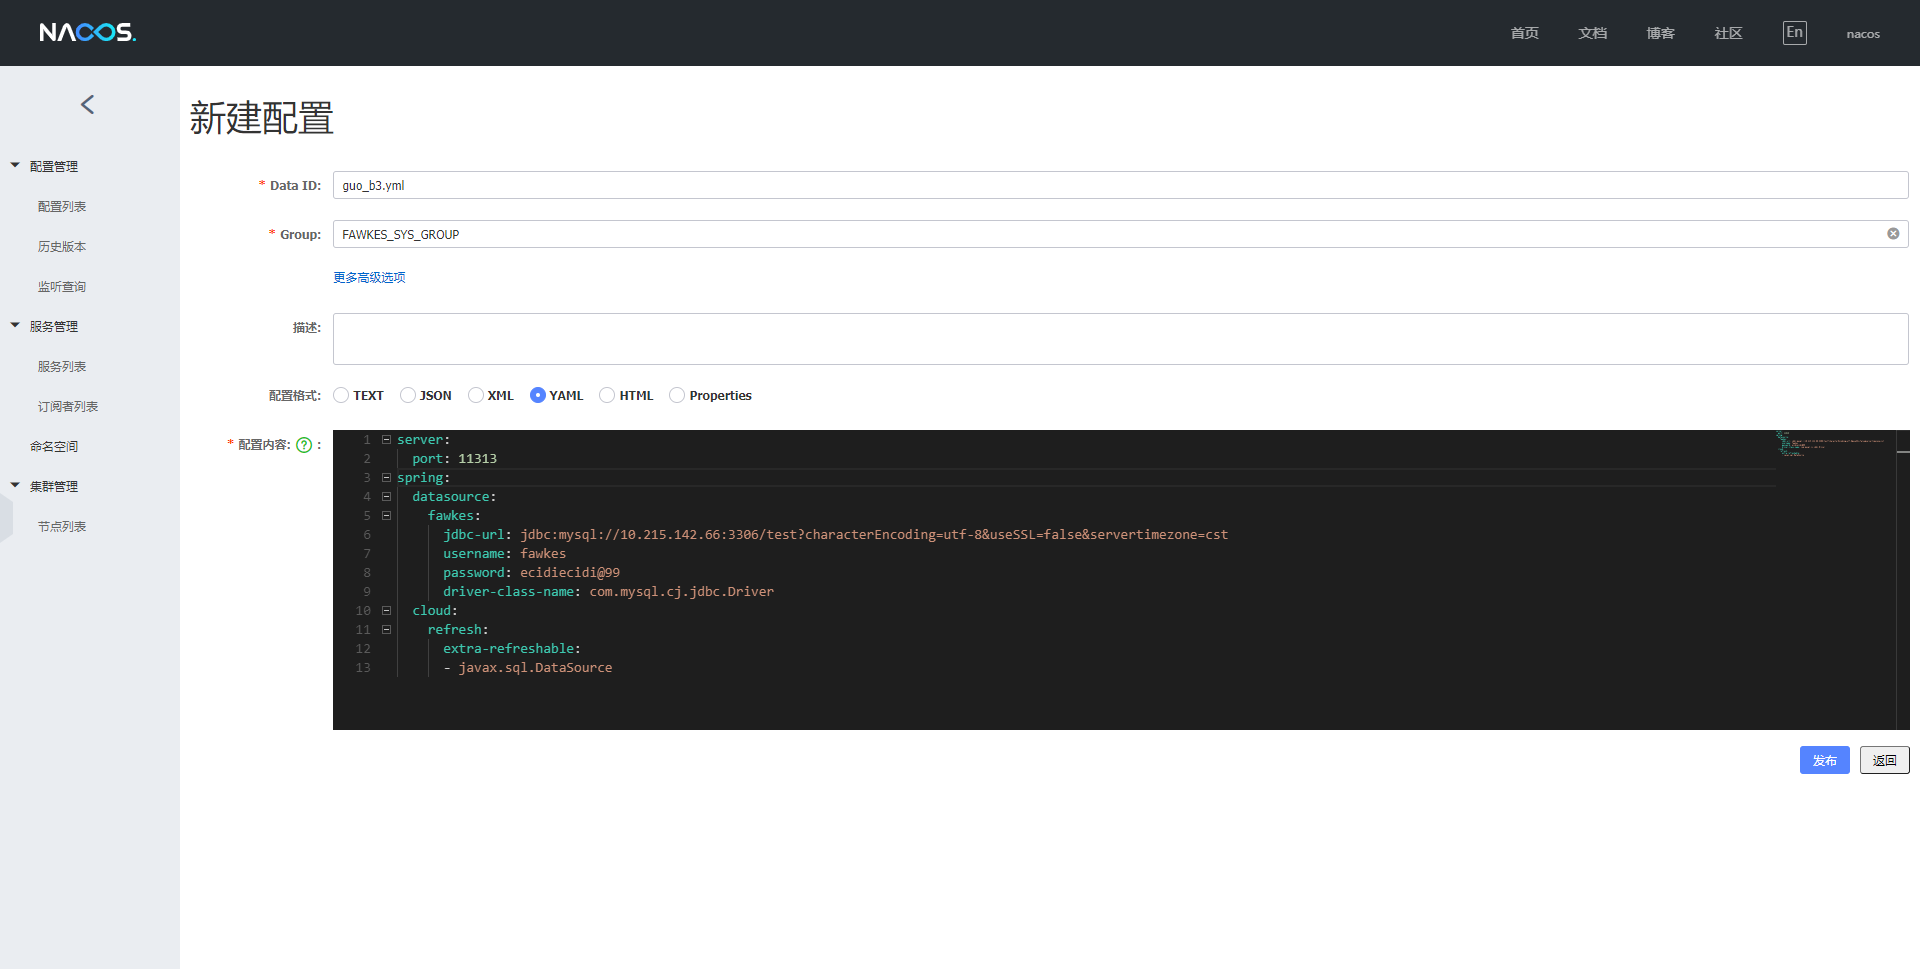 NACOS.
首页 文档 博客 社区 En nacos
新建配置
配置管理
配置列表
历史版本
监听查询
服务管理
服务列表
订阅者列表
命名空间
集群管理
节点列表
* Data ID: guo_b3.yml
* Group: FAWKES_SYS_GROUP
更多高级选项
描述:
配置格式: TEXT JSON XML YAML HTML Properties
* 配置内容: ? :
1 server:
2 port: 11313
3 spring:
4 datasource:
5 fawkes:
6 jdbc-url: jdbc:mysql://10.215.142.66:3306/test?characterEncoding=utf-8&useSSL=false&servertimezone=cst
7 username: fawkes
8 password: ecidiecidi@99
9 driver-class-name: com.mysql.cj.jdbc.Driver
10 cloud:
11 refresh:
12 extra-refreshable:
13 - javax.sql.DataSource
发布 返回